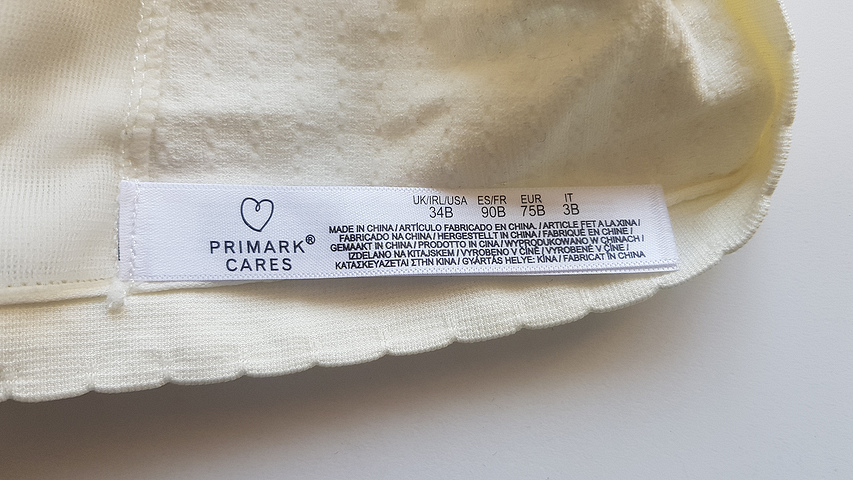 PRIMARK®
CARES
UK/IRL/USA ES/FR EUR IT
34B 90B 75B 3B
MADE IN CHINA / ARTÍCULO FABRICADO EN CHINA. / ARTICLE FET A LA XINA /
FABRICADO NA CHINA / HERGESTELLT IN CHINA / FABRIQUÉ EN CHINE /
GEMAAKT IN CHINA / PRODOTTO IN CINA / WYPRODUKOWANO W CHINACH /
IZDELANO NA KITAJSKEM / VYROBENO V ČÍNĚ / VYROBENÉ V ČÍNE /
ΚΑΤΑΣΚΕΥΑΖΕΤΑΙ ΣΤΗΝ ΚΙΝΑ / GYÁRTÁS HELYE: KÍNA / FABRICAT ÎN CHINA